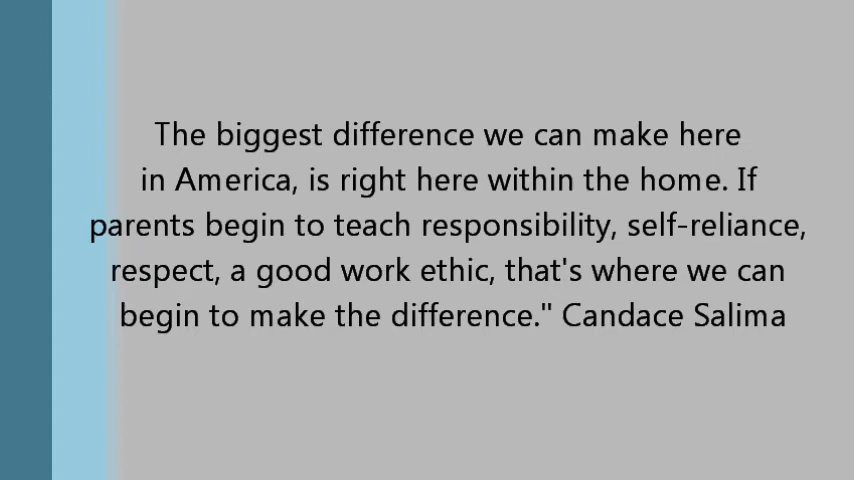 The biggest difference we can make here
in America, is right here within the home. If
parents begin to teach responsibility, self-reliance,
respect, a good work ethic, that's where we can
begin to make the difference." Candace Salima